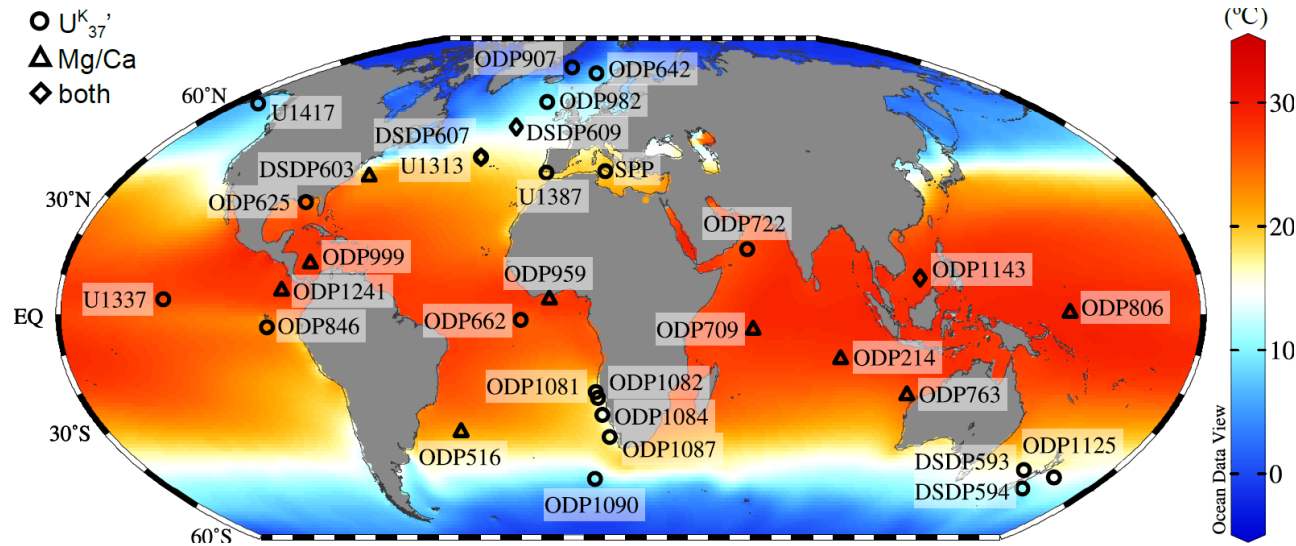 U^K_37'
Mg/Ca
both
(ºC)
30
20
10
0
Ocean Data View
60°N
30°N
EQ
30°S
60°S
ODP907
ODP642
U1417
ODP982
DSDP607
DSDP609
DSDP603
U1313
SPP
U1387
ODP625
ODP722
ODP999
ODP959
ODP1143
U1337
ODP1241
ODP846
ODP662
ODP709
ODP806
ODP214
ODP1081
ODP1082
ODP763
ODP1084
ODP516
ODP1087
DSDP593
ODP1125
ODP1090
DSDP594